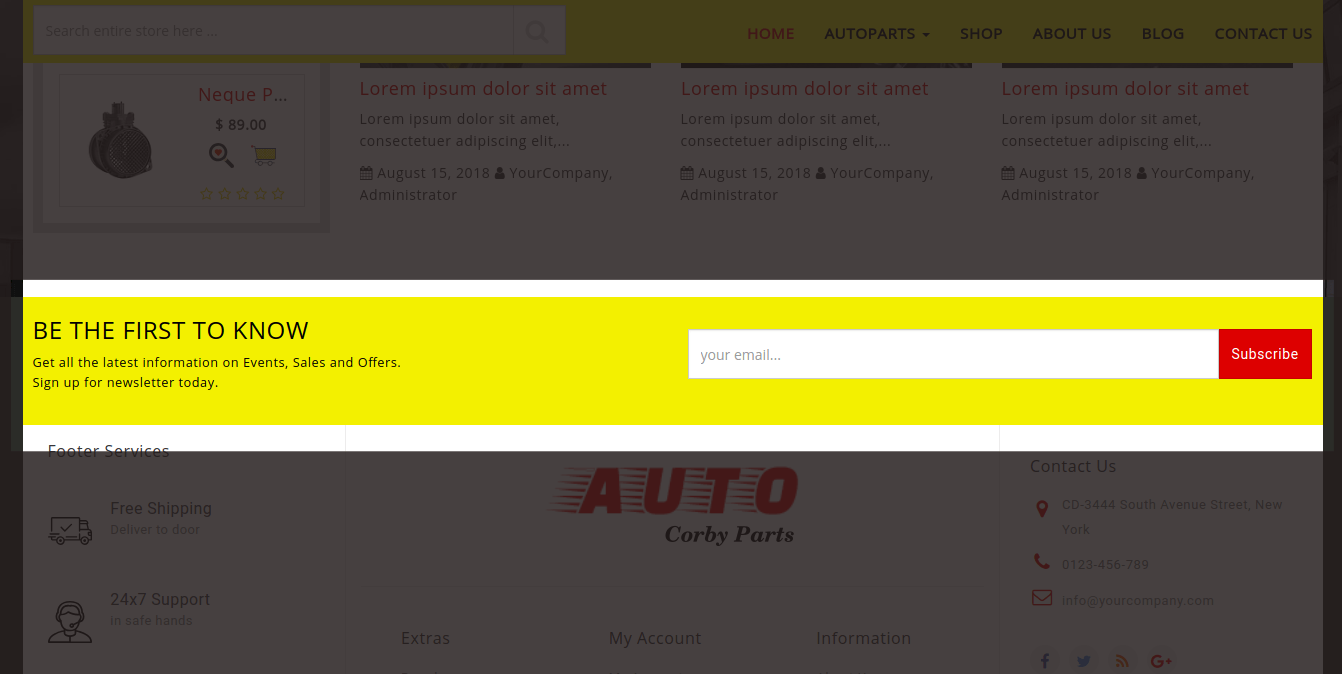 Search entire store here ...
HOME AUTOPARTS SHOP ABOUT US BLOG CONTACT US
Neque P...
$ 89.00
Lorem ipsum dolor sit amet
Lorem ipsum dolor sit amet,
consectetuer adipiscing elit,...
August 15, 2018 YourCompany,
Administrator
Lorem ipsum dolor sit amet
Lorem ipsum dolor sit amet,
consectetuer adipiscing elit,...
August 15, 2018 YourCompany,
Administrator
Lorem ipsum dolor sit amet
Lorem ipsum dolor sit amet,
consectetuer adipiscing elit,...
August 15, 2018 YourCompany,
Administrator
BE THE FIRST TO KNOW
Get all the latest information on Events, Sales and Offers.
Sign up for newsletter today.
your email...
Subscribe
Footer Services
Free Shipping
Deliver to door
24x7 Support
In safe hands
AUTO
Corby Parts
Extras
My Account
Information
Contact Us
CD-3444 South Avenue Street, New
York
0123-456-789
info@yourcompany.com